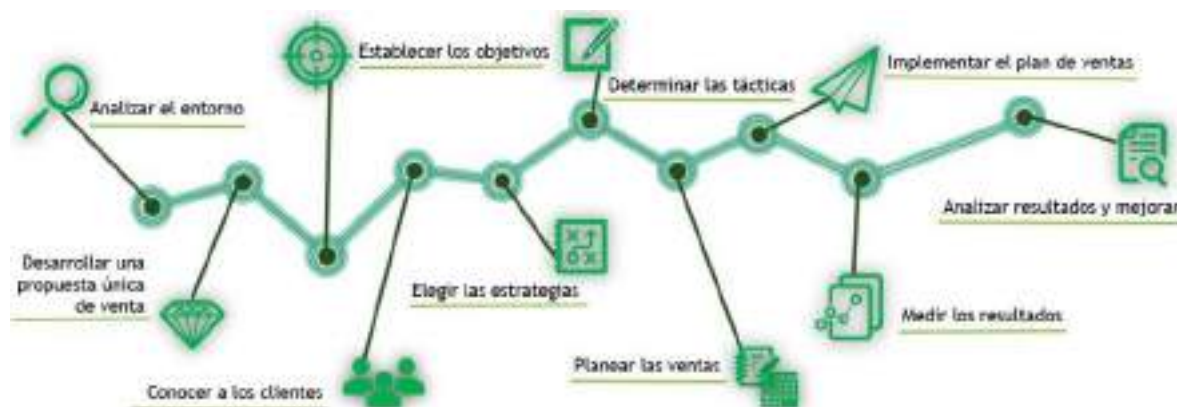 Analizar el entorno
Desarrollar una
propuesta única
de venta
Establecer los objetivos
Conocer a los clientes
Elegir las estrategias
Determinar las tácticas
Planear las ventas
Implementar el plan de ventas
Medir los resultados
Analizar resultados y mejorar